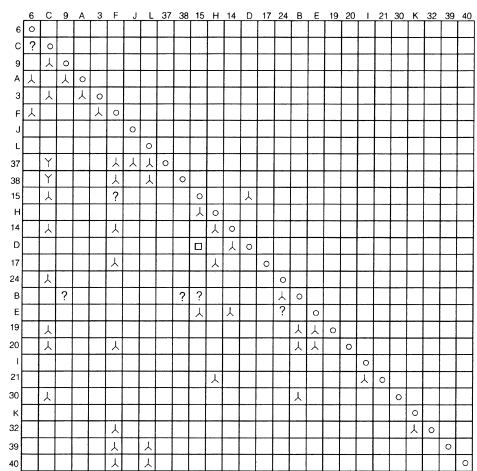 6 C 9 A 3 F J L 37 38 15 H 14 D 17 24 B E 19 20 I 21 30 K 32 39 40
6 ○
C ? ○
9 ⅄ ○
A ⅄ ⅄ ○
3 ⅄ ⅄ ○
F ⅄ ⅄ ○
J ○
L ○
37 Y ⅄ ⅄ ⅄ ○
38 Y ⅄ ⅄ ○
15 ⅄ ? ○ ⅄
H ⅄ ○
14 ⅄ ⅄ ⅄ ○
D □ ⅄ ○
17 ⅄ ⅄ ○
24 ⅄ ○
B ? ? ? ⅄ ○
E ⅄ ⅄ ? ○
19 ⅄ ⅄ ⅄ ○
20 ⅄ ⅄ ⅄ ⅄ ○
I ○
21 ⅄ ⅄ ○
30 ⅄ ⅄ ○
K ○
32 ⅄ ⅄ ○
39 ⅄ ⅄ ○
40 ⅄ ⅄ ○